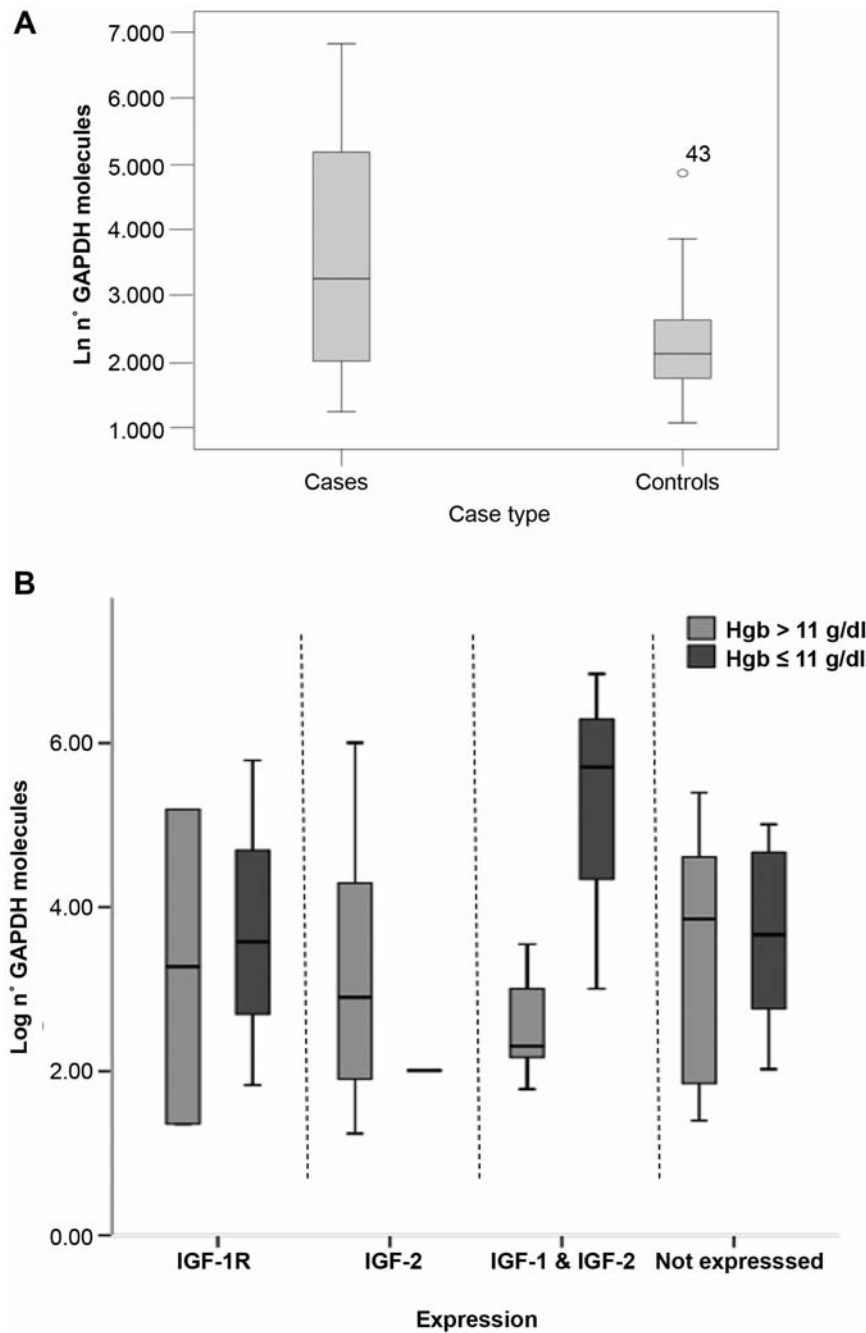 A
Ln n° GAPDH molecules
7.000
6.000
5.000
4.000
3.000
2.000
1.000
43
Cases
Controls
Case type
B
Hgb > 11 g/dl
Hgb ≤ 11 g/dl
Log n° GAPDH molecules
6.00
4.00
2.00
0.00
IGF-1R
IGF-2
IGF-1 & IGF-2
Not expresssed
Expression